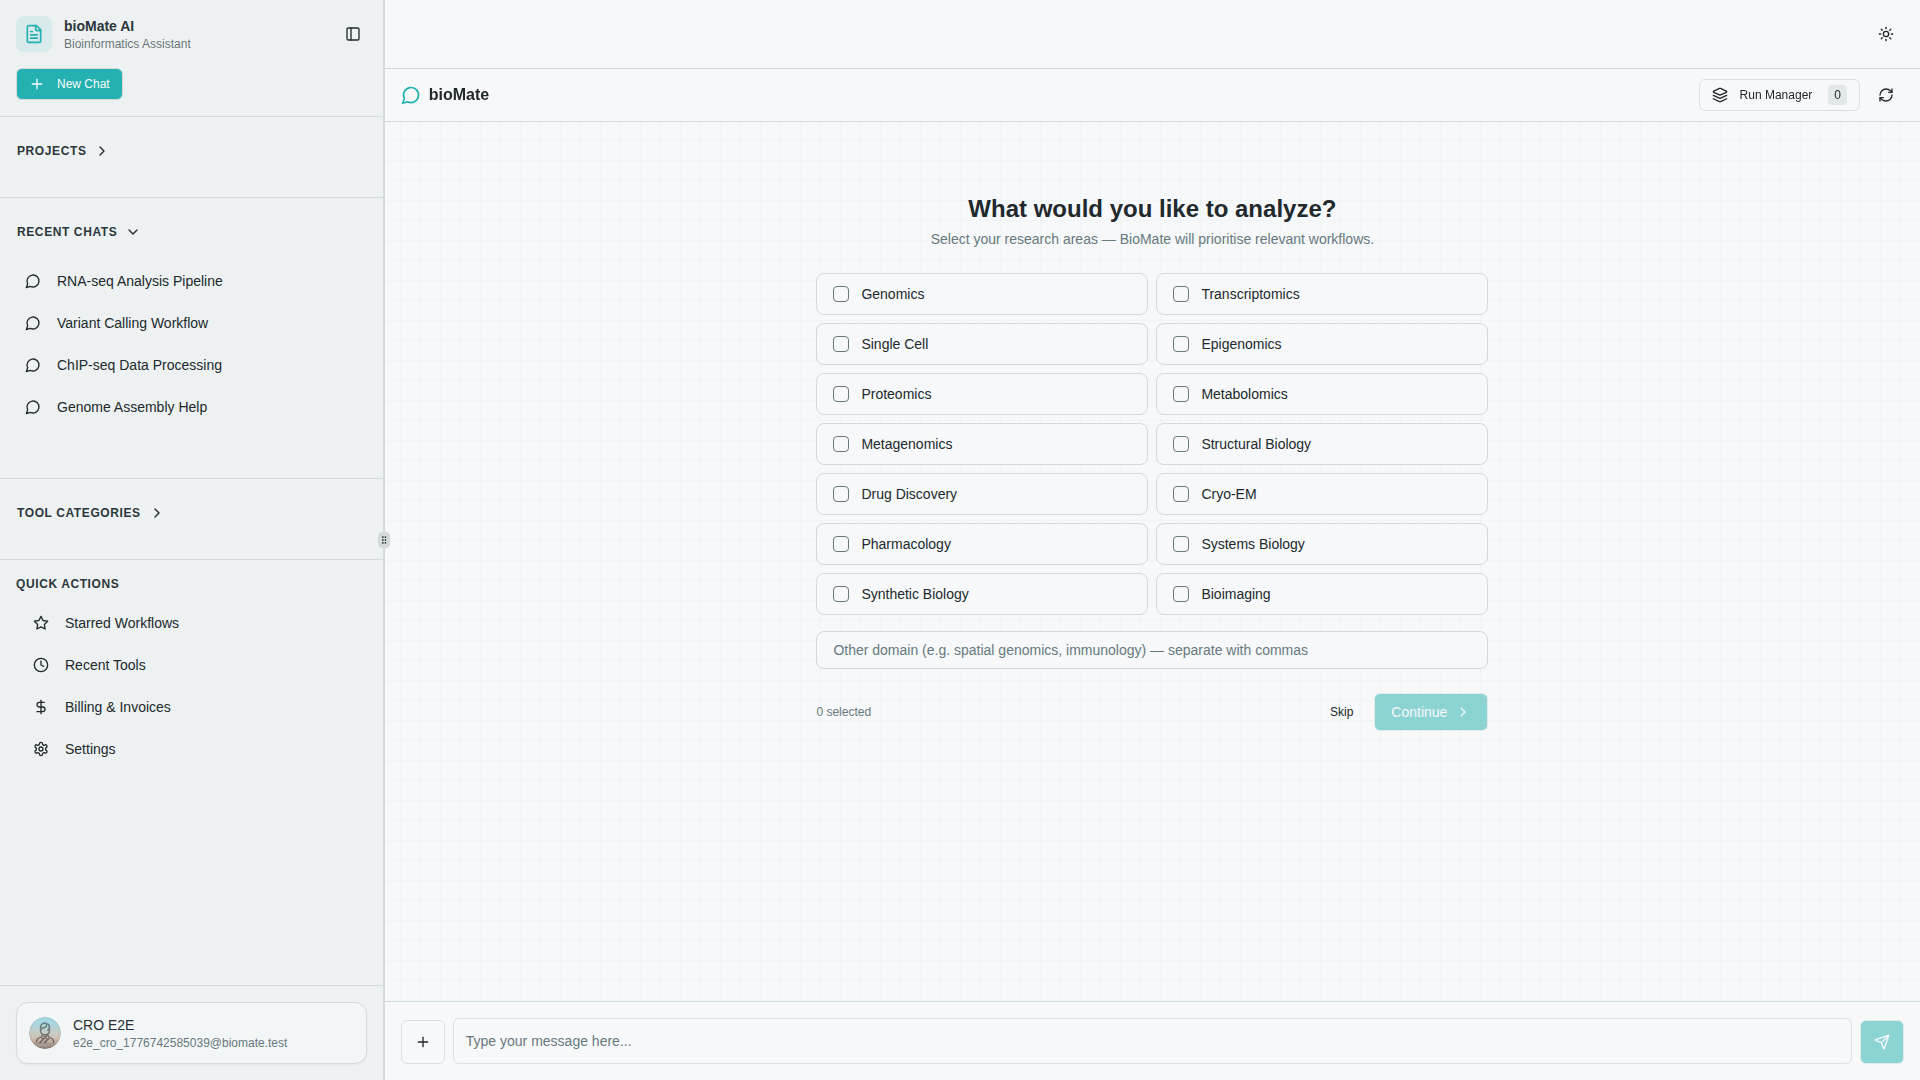 bioMate AI
Bioinformatics Assistant
New Chat
PROJECTS
RECENT CHATS
RNA-seq Analysis Pipeline
Variant Calling Workflow
ChIP-seq Data Processing
Genome Assembly Help
TOOL CATEGORIES
QUICK ACTIONS
Starred Workflows
Recent Tools
Billing & Invoices
Settings
CRO E2E
e2e_cro_1776742585039@biomate.test
bioMate
Run Manager 0
What would you like to analyze?
Select your research areas — BioMate will prioritise relevant workflows.
Genomics
Transcriptomics
Single Cell
Epigenomics
Proteomics
Metabolomics
Metagenomics
Structural Biology
Drug Discovery
Cryo-EM
Pharmacology
Systems Biology
Synthetic Biology
Bioimaging
Other domain (e.g. spatial genomics, immunology) — separate with commas
0 selected
Skip
Continue
Type your message here...